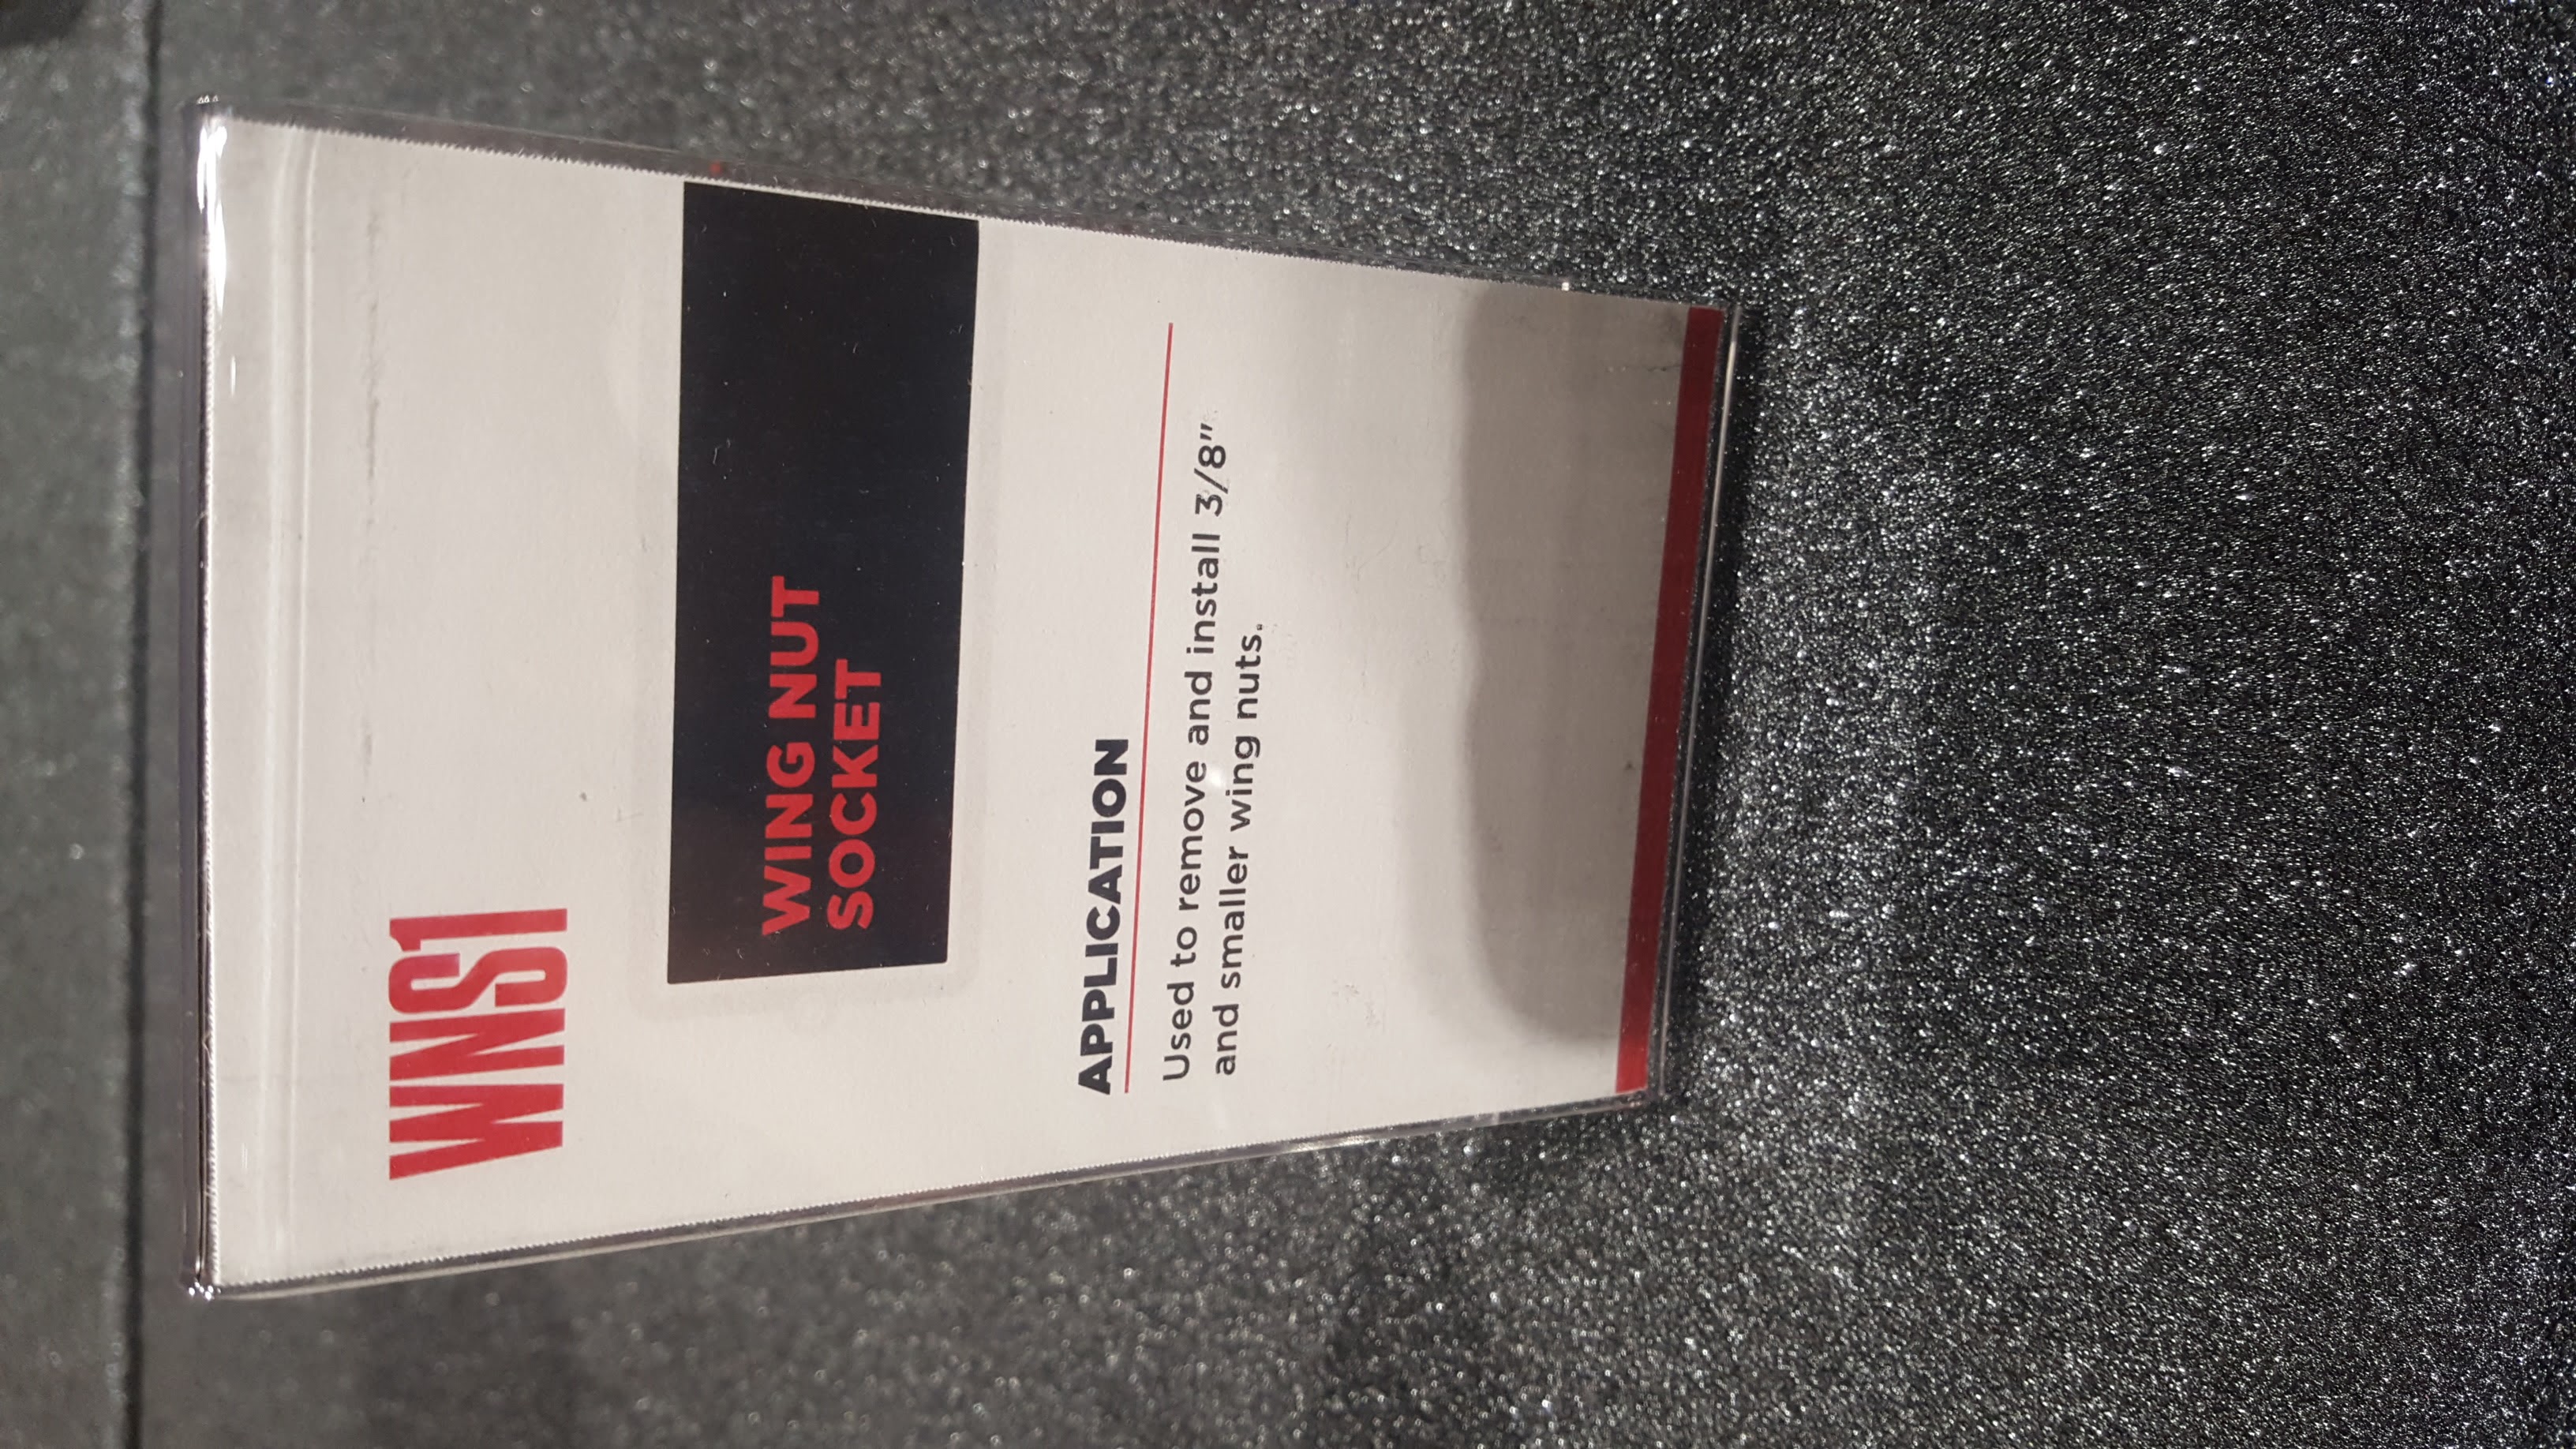 WNS1
WING NUT
SOCKET
APPLICATION
Used to remove and install 3/8"
and smaller wing nuts.